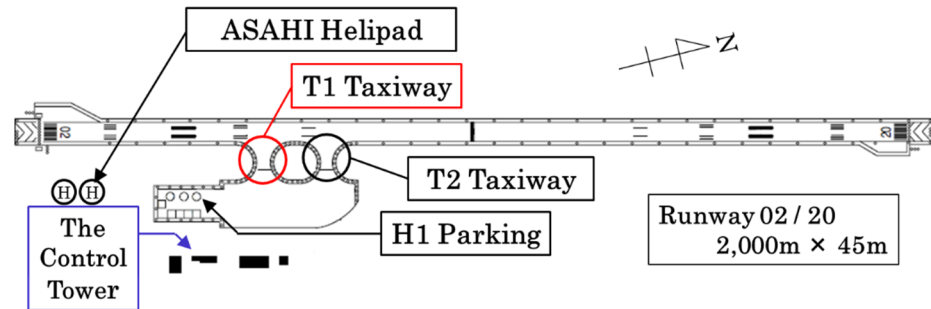 ASAHI Helipad
N
T1 Taxiway
02
20
T2 Taxiway
H H
The
Control
Tower
H1 Parking
Runway 02 / 20
2,000m × 45m